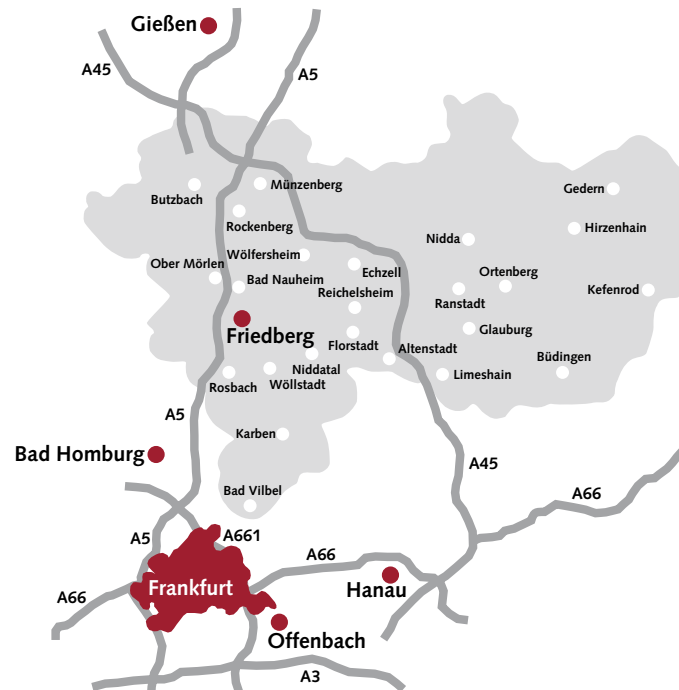 Gießen
A45
A5
Münzenberg
Butzbach
Gedern
Rockenberg
Hirzenhain
Nidda
Wölfersheim
Ober Mörlen
Echzell
Bad Nauheim
Ortenberg
Reichelsheim
Ranstadt
Kefenrod
Friedberg
Glauburg
Florstadt
Altenstadt
Büdingen
Niddatal
Limeshain
Rosbach
Wöllstadt
A5
Karben
Bad Homburg
A45
Bad Vilbel
A66
A5
A661
A66
Frankfurt
Hanau
A66
Offenbach
A3